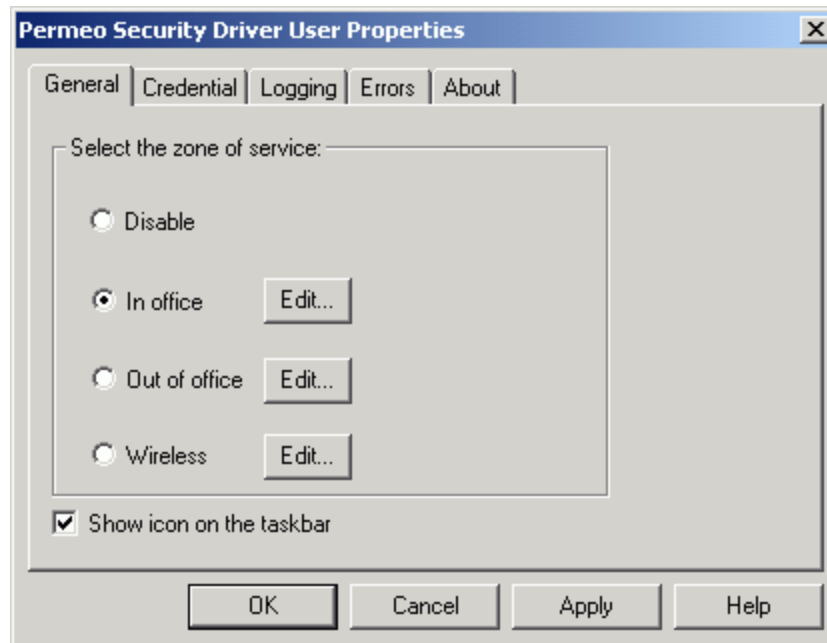 Permeo Security Driver User Properties
General Credential Logging Errors About
Select the zone of service:
Disable
In office Edit...
Out of office Edit...
Wireless Edit...
Show icon on the taskbar
OK Cancel Apply Help